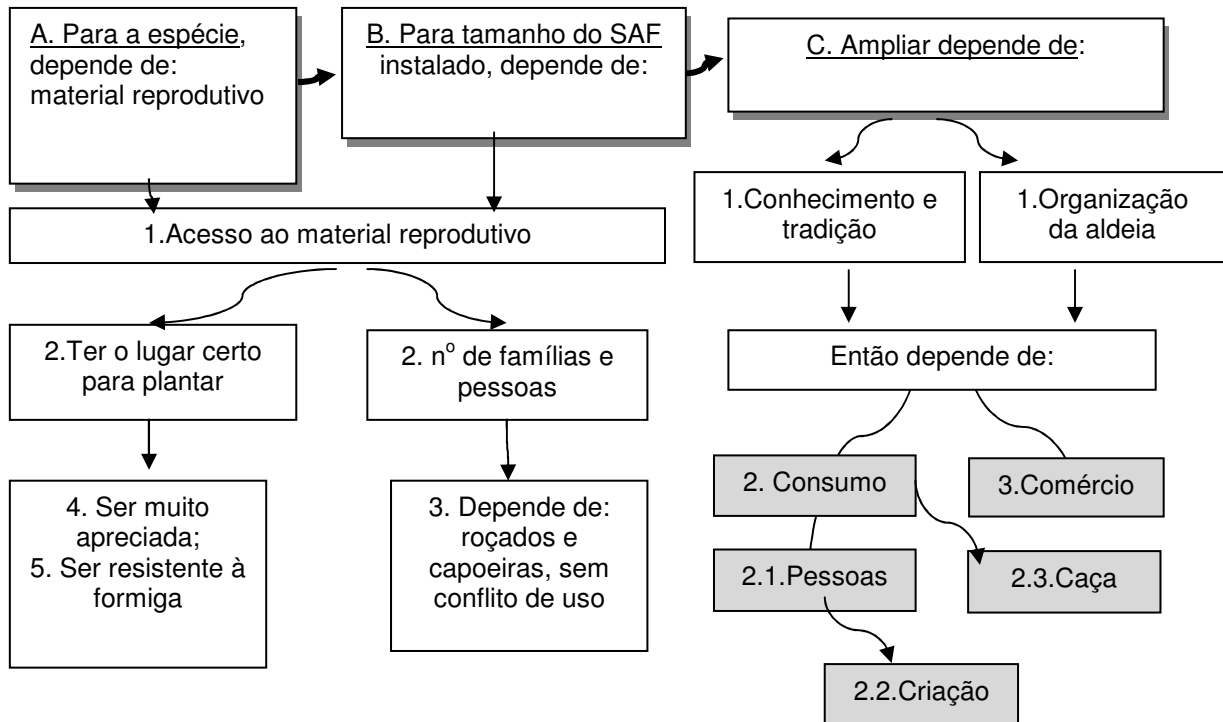 A. Para a espécie,
depende de:
material reprodutivo
B. Para tamanho do SAF
instalado, depende de:
C. Ampliar depende de:
1.Acesso ao material reprodutivo
1.Conhecimento e
tradição
1.Organização
da aldeia
2.Ter o lugar certo
para plantar
2. nº de famílias e
pessoas
Então depende de:
4. Ser muito
apreciada;
5. Ser resistente à
formiga
3. Depende de:
roçados e
capoeiras, sem
conflito de uso
2. Consumo
3.Comércio
2.1.Pessoas
2.3.Caça
2.2.Criação